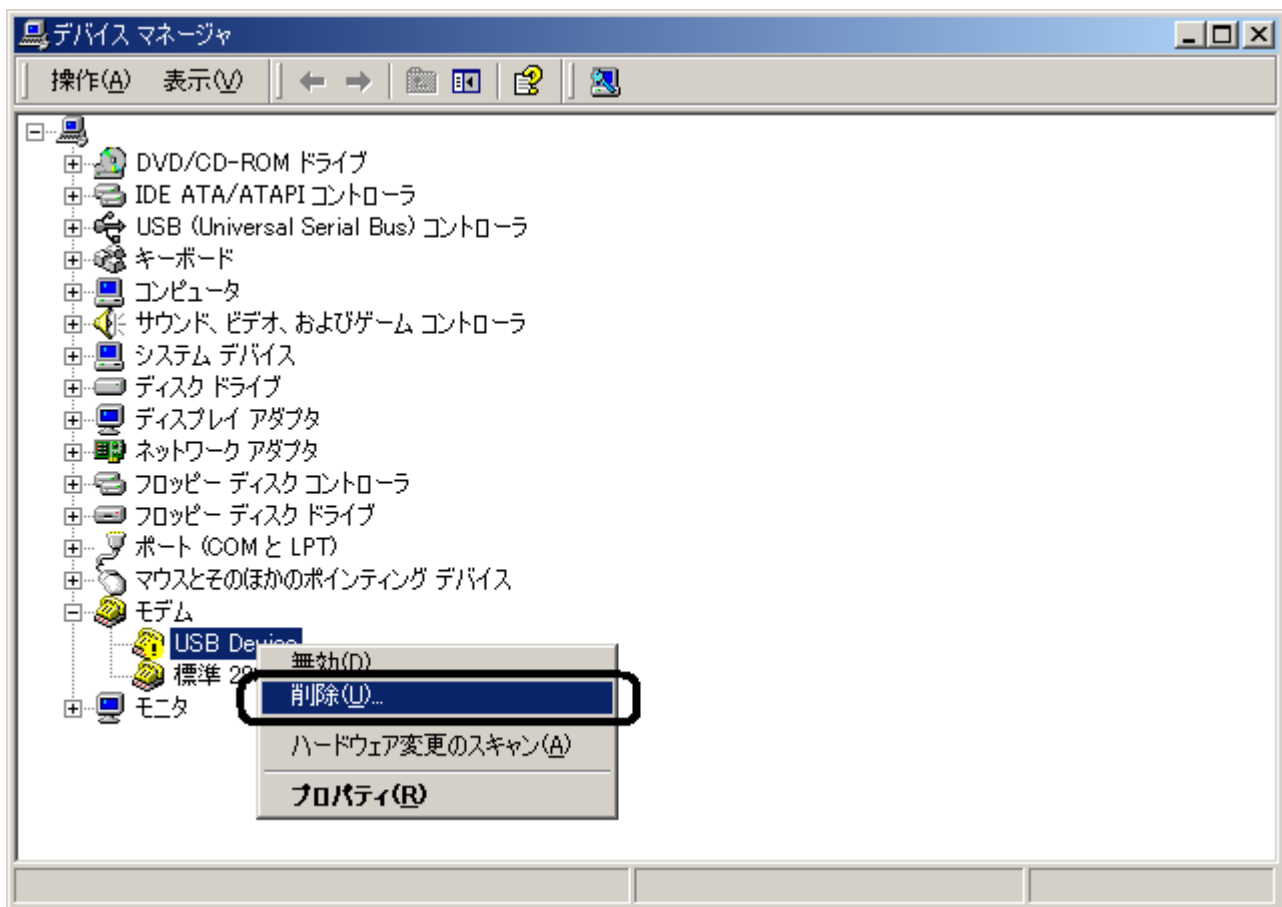 デバイス マネージャ
操作(A) 表示(V)
DVD/CD-ROM ドライブ
IDE ATA/ATAPI コントローラ
USB (Universal Serial Bus) コントローラ
キーボード
コンピュータ
サウンド、ビデオ、およびゲーム コントローラ
システム デバイス
ディスク ドライブ
ディスプレイ アダプタ
ネットワーク アダプタ
フロッピー ディスク コントローラ
フロッピー ディスク ドライブ
ポート (COM と LPT)
マウスとそのほかのポインティング デバイス
モデム
USB Device
無効(D)
標準
削除(U)...
モニタ
ハードウェア変更のスキャン(A)
プロパティ(R)